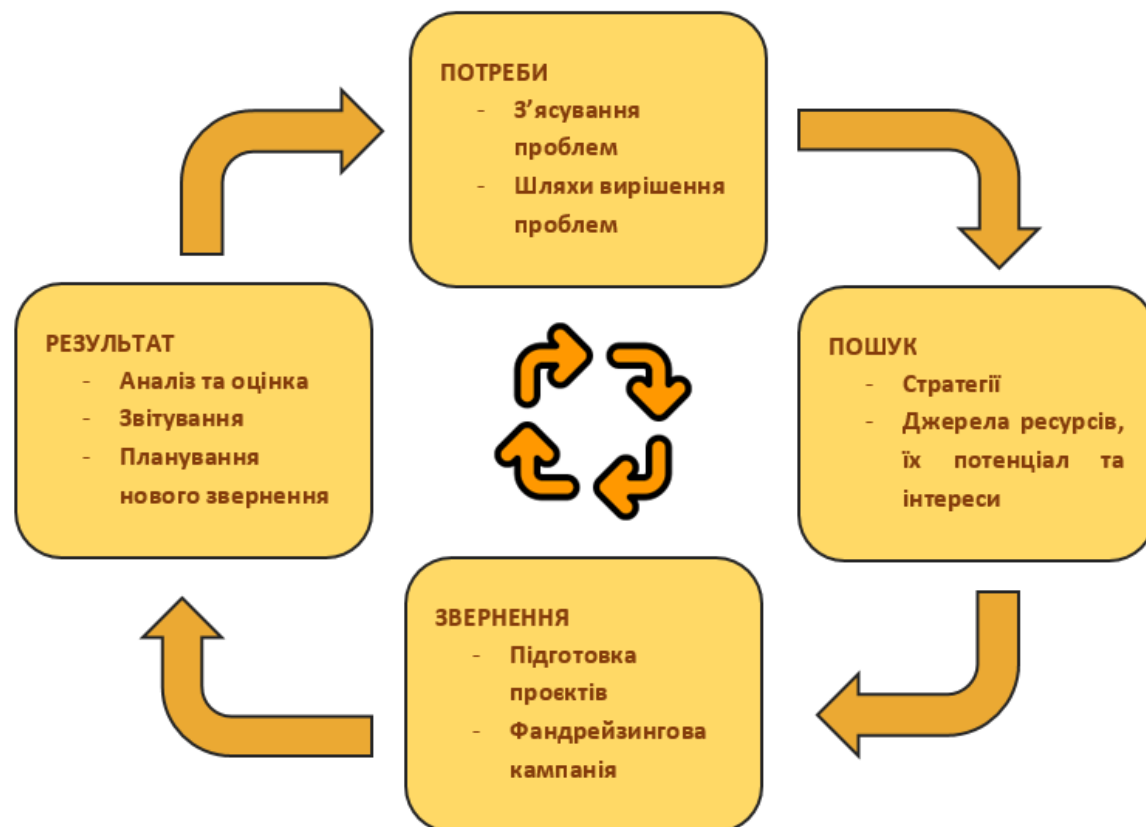 ПОТРЕБИ
- З’ясування
проблем
- Шляхи вирішення
проблем
ПОШУК
- Стратегії
- Джерела ресурсів,
їх потенціал та
інтереси
ЗВЕРНЕННЯ
- Підготовка
проєктів
- Фандрейзингова
кампанія
РЕЗУЛЬТАТ
- Аналіз та оцінка
- Звітування
- Планування
нового звернення